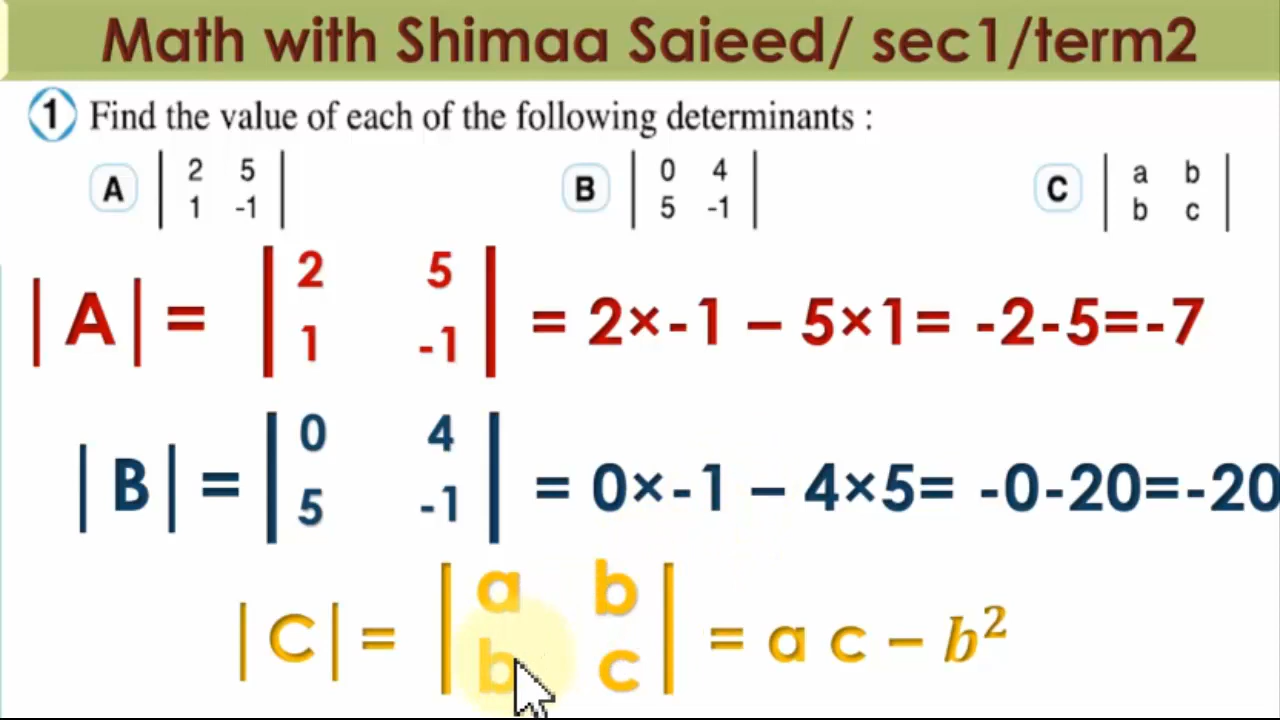 Math with Shimaa Saieed/ sec1/term2
1 Find the value of each of the following determinants :
A | 2 5 | B | 0 4 | C | a b |
| 1 -1 | | 5 -1 | | b c |
| 2 5 |
|A| = | 1 -1 | = 2×-1 – 5×1= -2-5=-7
| 0 4 |
|B| = | 5 -1 | = 0×-1 – 4×5= -0-20=-20
| a b |
|C| = | b c | = a c – b²